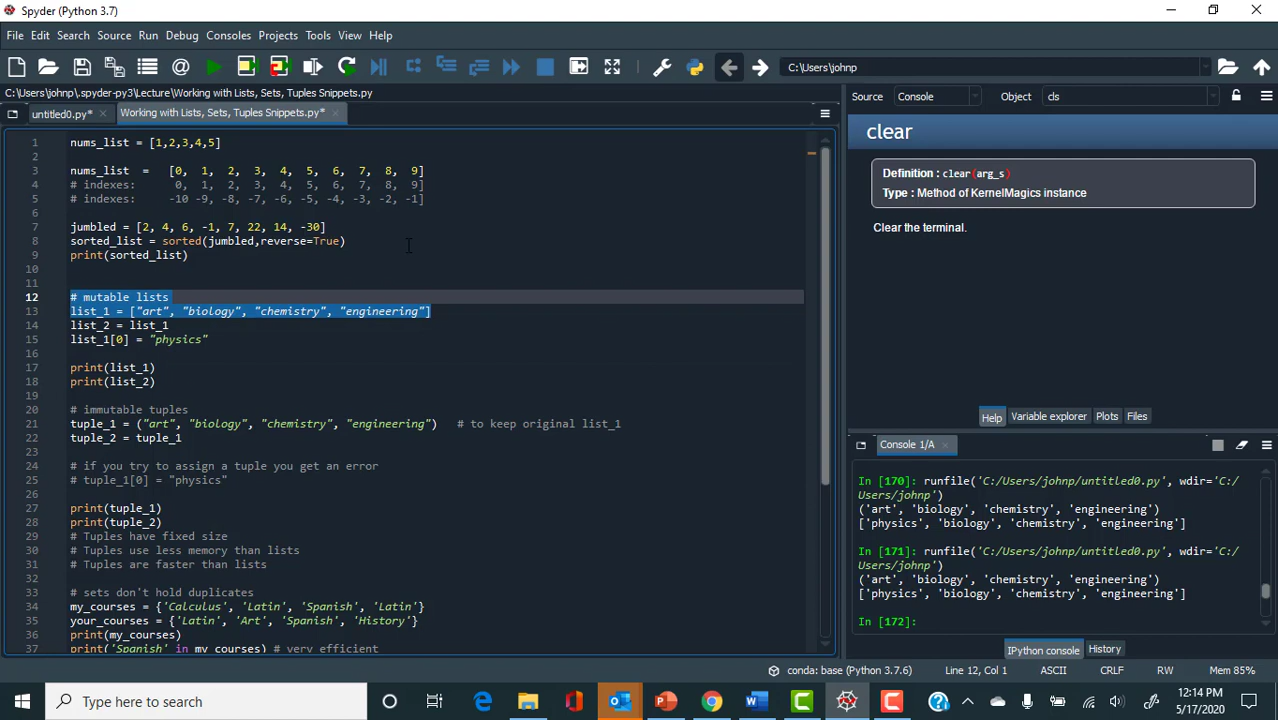 Spyder (Python 3.7)
File Edit Search Source Run Debug Consoles Projects Tools View Help
C:\Users\johnp
C:\Users\johnp\.spyder-py3\Lecture\Working with Lists, Sets, Tuples Snippets.py
untitled0.py* Working with Lists, Sets, Tuples Snippets.py*
1 nums_list = [1,2,3,4,5]
2
3 nums_list = [0, 1, 2, 3, 4, 5, 6, 7, 8, 9]
4 # indexes: 0, 1, 2, 3, 4, 5, 6, 7, 8, 9]
5 # indexes: -10 -9, -8, -7, -6, -5, -4, -3, -2, -1]
6
7 jumbled = [2, 4, 6, -1, 7, 22, 14, -30]
8 sorted_list = sorted(jumbled,reverse=True)
9 print(sorted_list)
10
11
12 # mutable lists
13 list_1 = ["art", "biology", "chemistry", "engineering"]
14 list_2 = list_1
15 list_1[0] = "physics"
16
17 print(list_1)
18 print(list_2)
19
20 # immutable tuples
21 tuple_1 = ("art", "biology", "chemistry", "engineering") # to keep original list_1
22 tuple_2 = tuple_1
23
24 # if you try to assign a tuple you get an error
25 # tuple_1[0] = "physics"
26
27 print(tuple_1)
28 print(tuple_2)
29 # Tuples have fixed size
30 # Tuples use less memory than lists
31 # Tuples are faster than lists
32
33 # sets don't hold duplicates
34 my_courses = {'Calculus', 'Latin', 'Spanish', 'Latin'}
35 your_courses = {'Latin', 'Art', 'Spanish', 'History'}
36 print(my_courses)
37 print('Spanish' in my_courses) # very efficient
Source Console Object cls
clear
Definition : clear(arg_s)
Type : Method of KernelMagics instance
Clear the terminal.
Help Variable explorer Plots Files
Console 1/A
In [170]: runfile('C:/Users/johnp/untitled0.py', wdir='C:/
Users/johnp')
('art', 'biology', 'chemistry', 'engineering')
['physics', 'biology', 'chemistry', 'engineering']
In [171]: runfile('C:/Users/johnp/untitled0.py', wdir='C:/
Users/johnp')
('art', 'biology', 'chemistry', 'engineering')
['physics', 'biology', 'chemistry', 'engineering']
In [172]:
IPython console History
conda: base (Python 3.7.6) Line 12, Col 1 ASCII CRLF RW Mem 85%
Type here to search
12:14 PM
5/17/2020